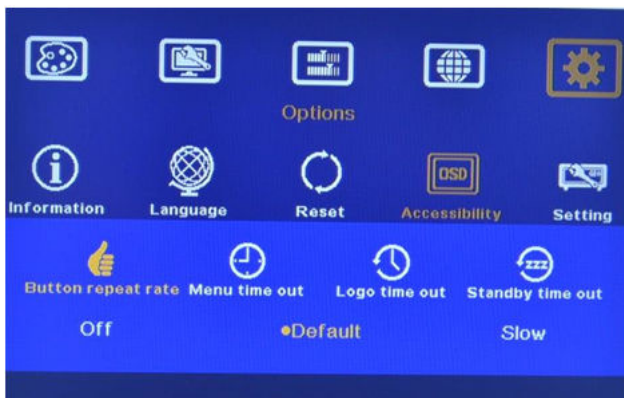 Options
OSD
Information Language Reset Accessibility Setting
zzz
Button repeat rate Menu time out Logo time out Standby time out
Off Default Slow